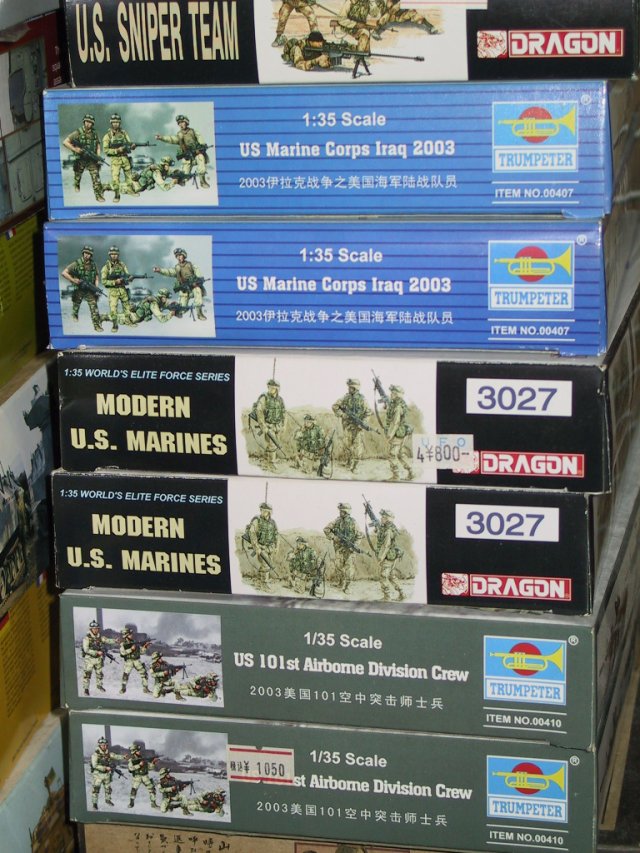 U.S. SNIPER TEAM
DRAGON
1:35 Scale
US Marine Corps Iraq 2003
2003伊拉克战争之美国海军陆战队员
®
TRUMPETER
ITEM NO.00407
1:35 Scale
US Marine Corps Iraq 2003
2003伊拉克战争之美国海军陆战队员
®
TRUMPETER
ITEM NO.00407
1:35 WORLD'S ELITE FORCE SERIES
MODERN
U.S. MARINES
UFO
¥800-
3027
DRAGON
1:35 WORLD'S ELITE FORCE SERIES
MODERN
U.S. MARINES
3027
DRAGON
1/35 Scale
US 101st Airborne Division Crew
2003美国101空中突击师士兵
®
TRUMPETER
ITEM NO.00410
税込¥ 1050
1/35 Scale
st Airborne Division Crew
2003美国101空中突击师士兵
®
TRUMPETER
ITEM NO.00410